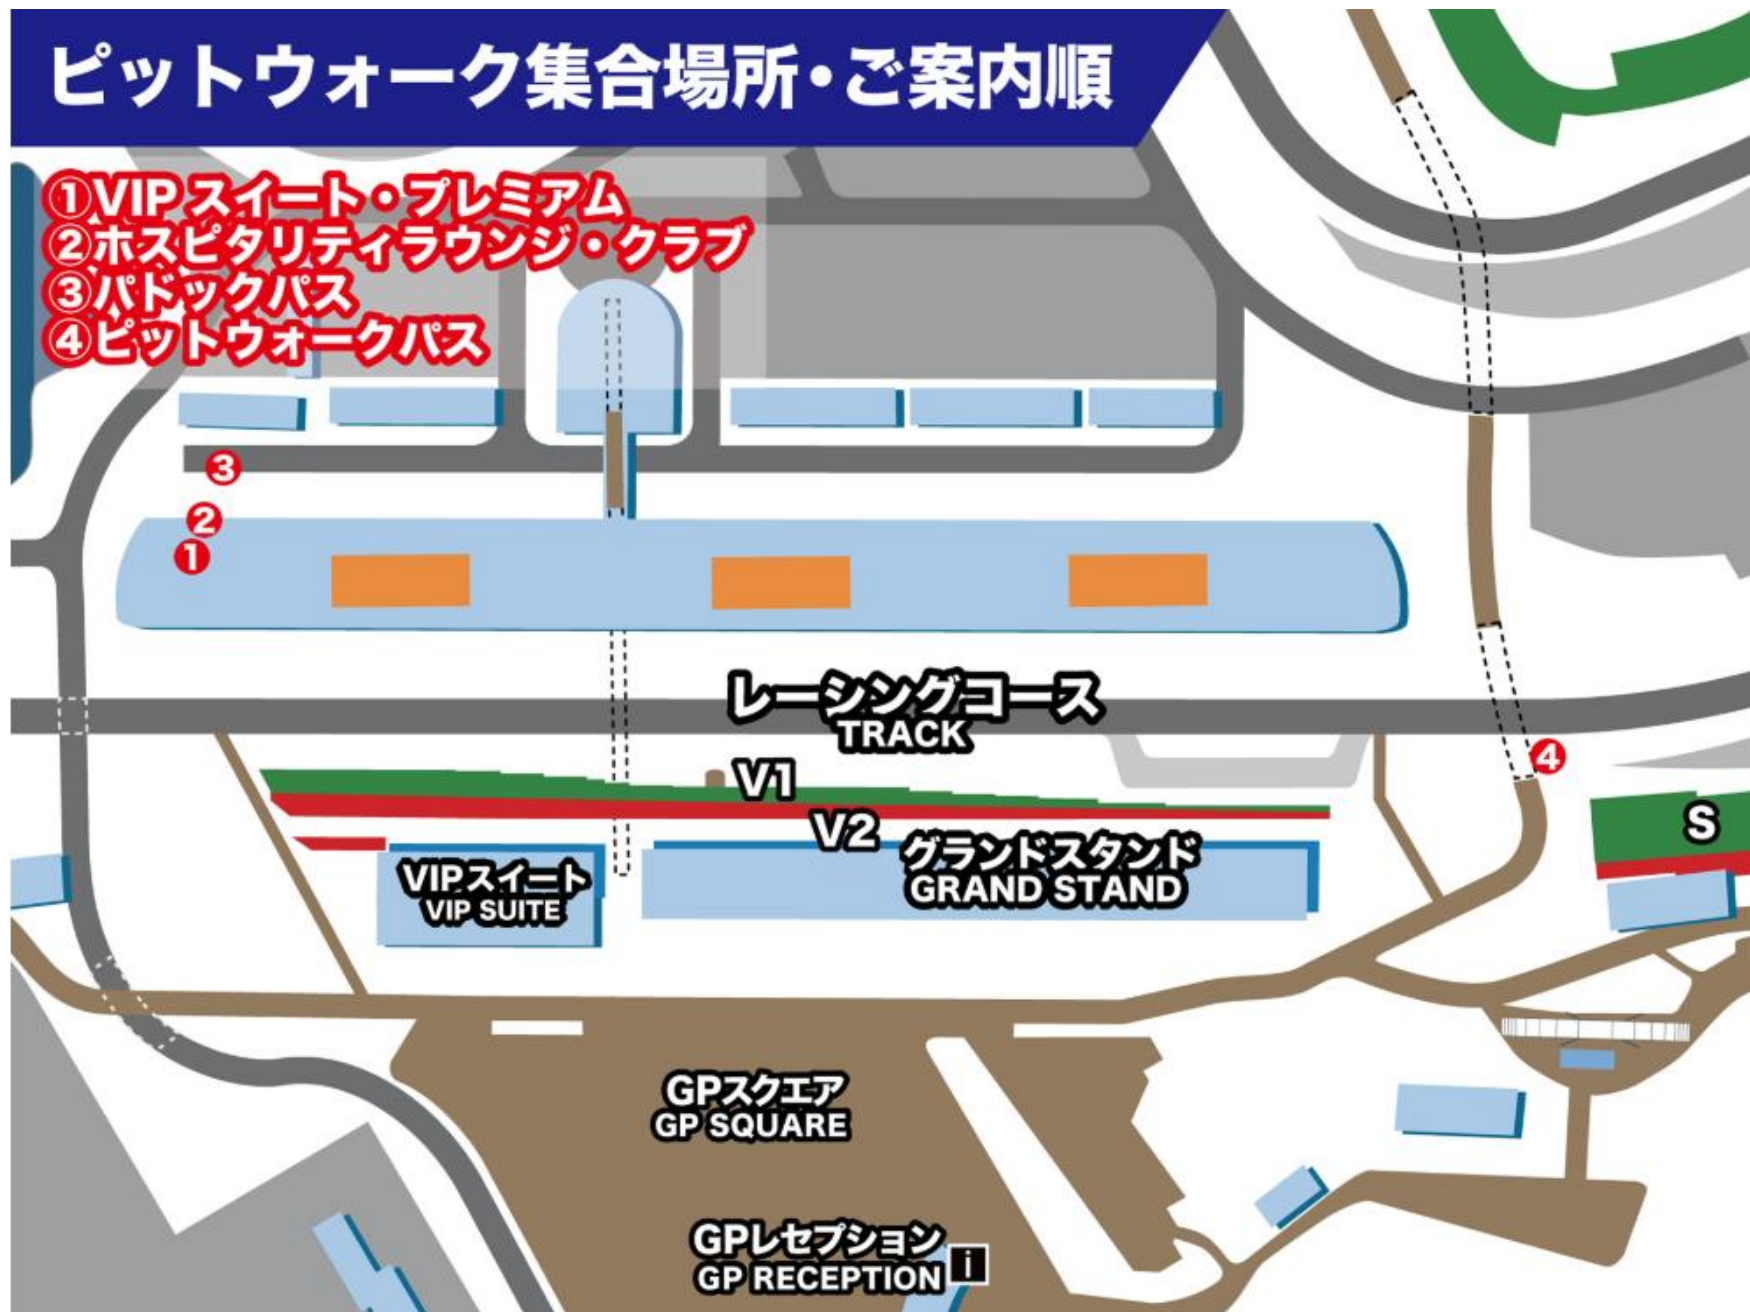 ピットウォーク集合場所・ご案内順
①VIPスイート・プレミアム
②ホスピタリティラウンジ・クラブ
③パドックパス
④ピットウォークパス
3
2
1
レーシングコース
TRACK
4
V1
V2
S
グランドスタンド
GRAND STAND
VIPスイート
VIP SUITE
GPスクエア
GP SQUARE
GPレセプション
GP RECEPTION
i